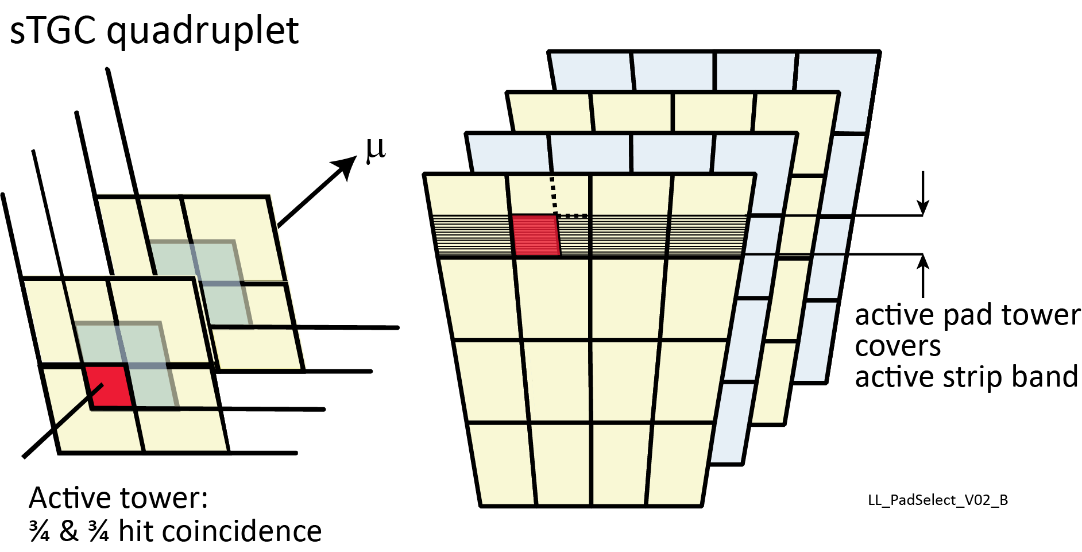 sTGC quadruplet
μ
active pad tower
covers
active strip band
LL_PadSelect_V02_B
Active tower:
¾ & ¾ hit coincidence